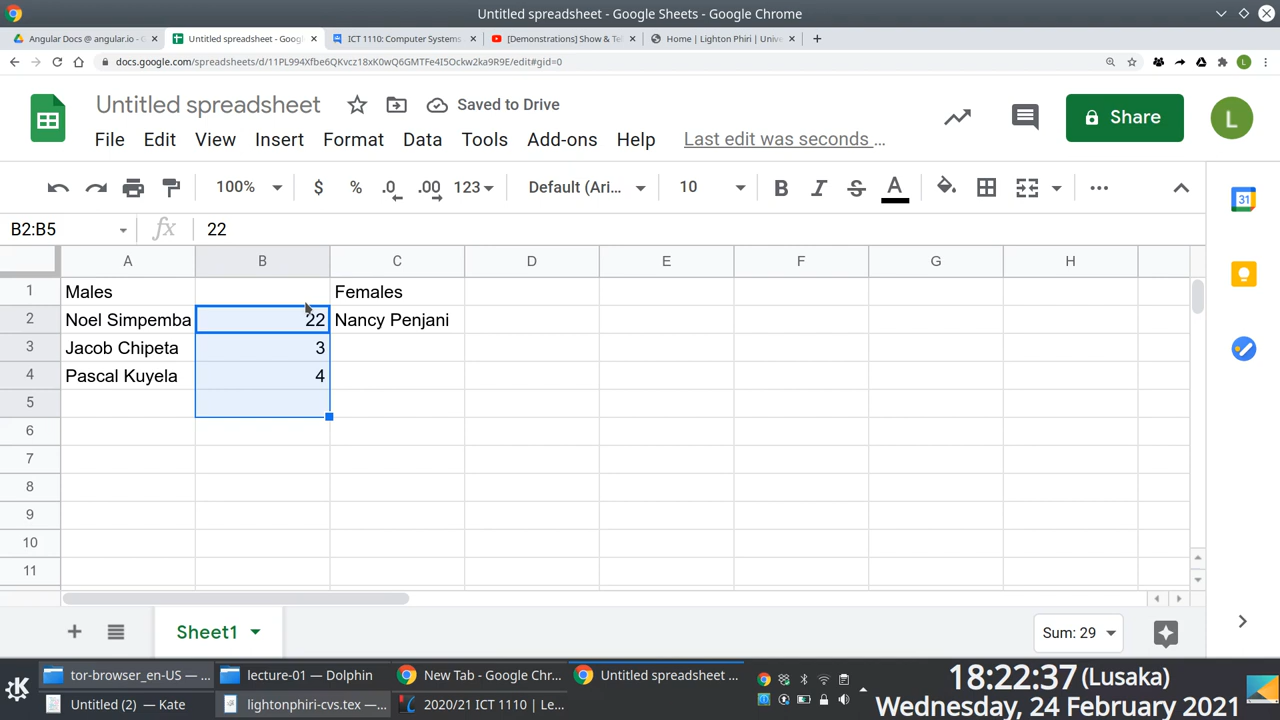 Untitled spreadsheet - Google Sheets - Google Chrome
Angular Docs @ angular.io - G
Untitled spreadsheet - Goog
ICT 1110: Computer Systems
[Demonstrations] Show & Te
Home | Lighton Phiri | Unive
docs.google.com/spreadsheets/d/11PL994Xfbe6QKvcz18xK0wQ6GMTFe4I5Ockw2ka9R9E/edit#gid=0
Untitled spreadsheet
Saved to Drive
File Edit View Insert Format Data Tools Add-ons Help Last edit was seconds …
Share
L
100% $ % .0 .00 123 Default (Ari... 10 B I S A
B2:B5 fx 22
A B C D E F G H
1 Males Females
2 Noel Simpemba 22 Nancy Penjani
3 Jacob Chipeta 3
4 Pascal Kuyela 4
5
6
7
8
9
10
11
31
Sheet1
Sum: 29
tor-browser_en-US — ...
lecture-01 — Dolphin
New Tab - Google Chr...
Untitled spreadsheet ...
Untitled (2) — Kate
lightonphiri-cvs.tex —...
2020/21 ICT 1110 | Le...
18:22:37 (Lusaka)
Wednesday, 24 February 2021